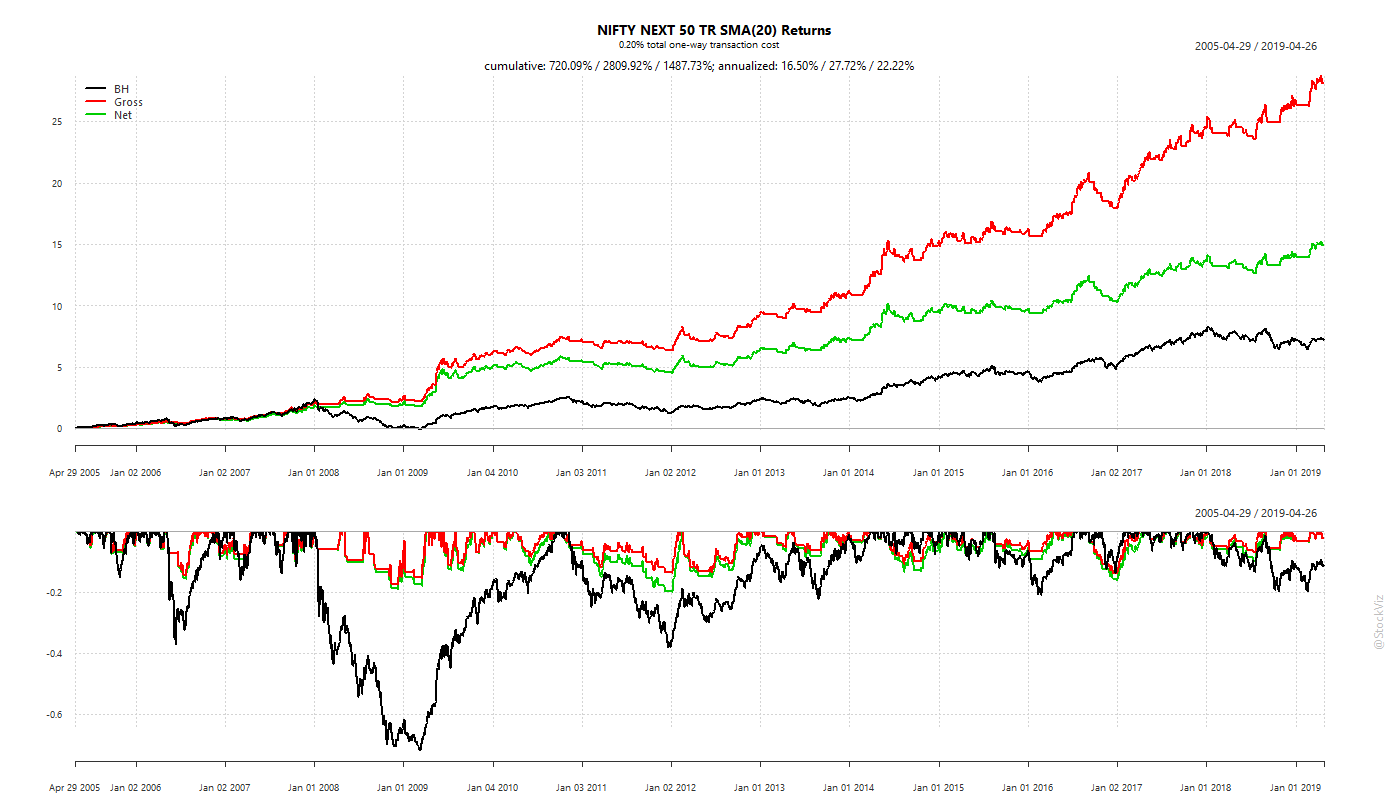 NIFTY NEXT 50 TR SMA(20) Returns
0.20% total one-way transaction cost
2005-04-29 / 2019-04-26
cumulative: 720.09% / 2809.92% / 1487.73%; annualized: 16.50% / 27.72% / 22.22%
BH
Gross
Net
25
20
15
10
5
0
Apr 29 2005 Jan 02 2006 Jan 02 2007 Jan 01 2008 Jan 01 2009 Jan 04 2010 Jan 03 2011 Jan 02 2012 Jan 01 2013 Jan 01 2014 Jan 01 2015 Jan 01 2016 Jan 02 2017 Jan 01 2018 Jan 01 2019
2005-04-29 / 2019-04-26
-0.2
-0.4
-0.6
Apr 29 2005 Jan 02 2006 Jan 02 2007 Jan 01 2008 Jan 01 2009 Jan 04 2010 Jan 03 2011 Jan 02 2012 Jan 01 2013 Jan 01 2014 Jan 01 2015 Jan 01 2016 Jan 02 2017 Jan 01 2018 Jan 01 2019
@StockViz